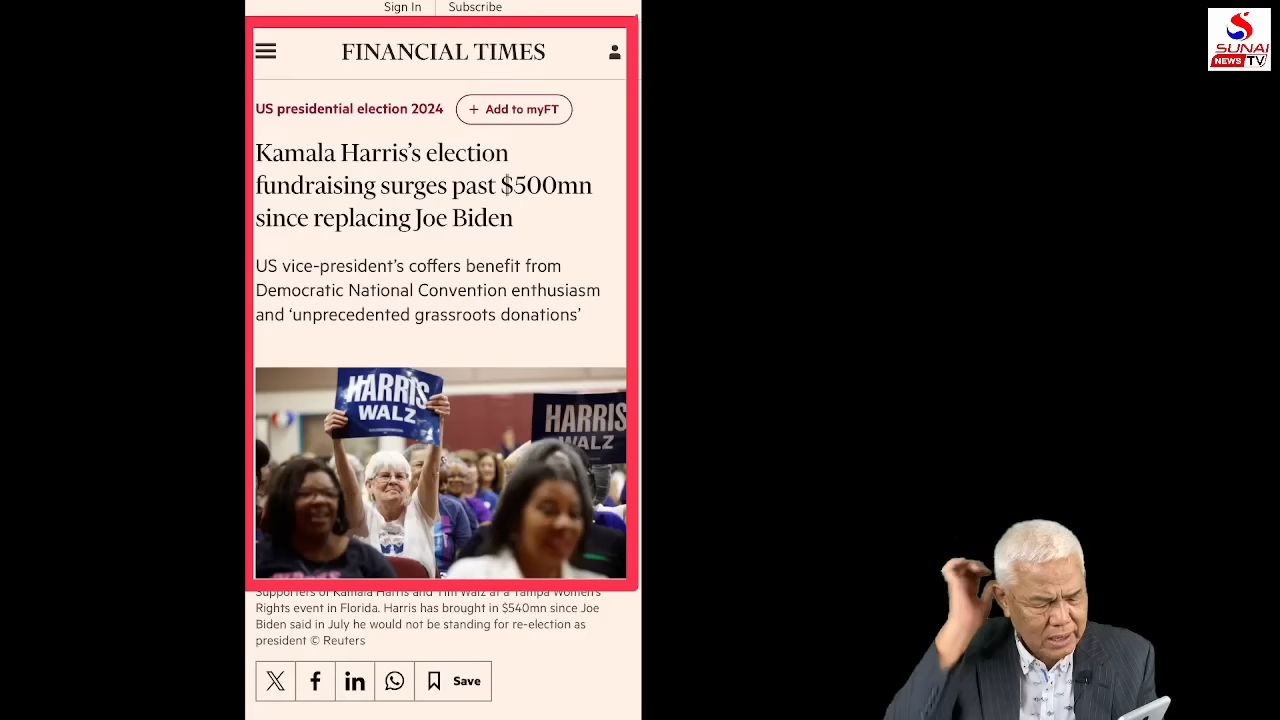 Sign In
Subscribe
SUNAI
NEWS TV
FINANCIAL TIMES
US presidential election 2024
+ Add to myFT
Kamala Harris’s election
fundraising surges past $500mn
since replacing Joe Biden
US vice-president’s coffers benefit from
Democratic National Convention enthusiasm
and ‘unprecedented grassroots donations’
HARRIS
WALZ
HARRIS
WALZ
Supporters of Kamala Harris and Tim Walz at a Tampa Women’s
Rights event in Florida. Harris has brought in $540mn since Joe
Biden said in July he would not be standing for re-election as
president © Reuters
Save